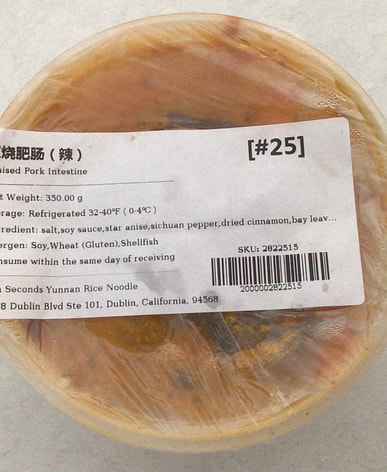 烧肥肠（辣）
[#25]
aised Pork Intestine
t Weight: 350.00 g
rage: Refrigerated 32-40°F ( 0-4℃ )
redient: salt,soy sauce,star anise,sichuan pepper,dried cinnamon,bay leav...
ergen: Soy,Wheat (Gluten),Shellfish
nsume within the same day of receiving
SKU: 2822515
2000002822515
n Seconds Yunnan Rice Noodle
8 Dublin Blvd Ste 101, Dublin, California, 94568